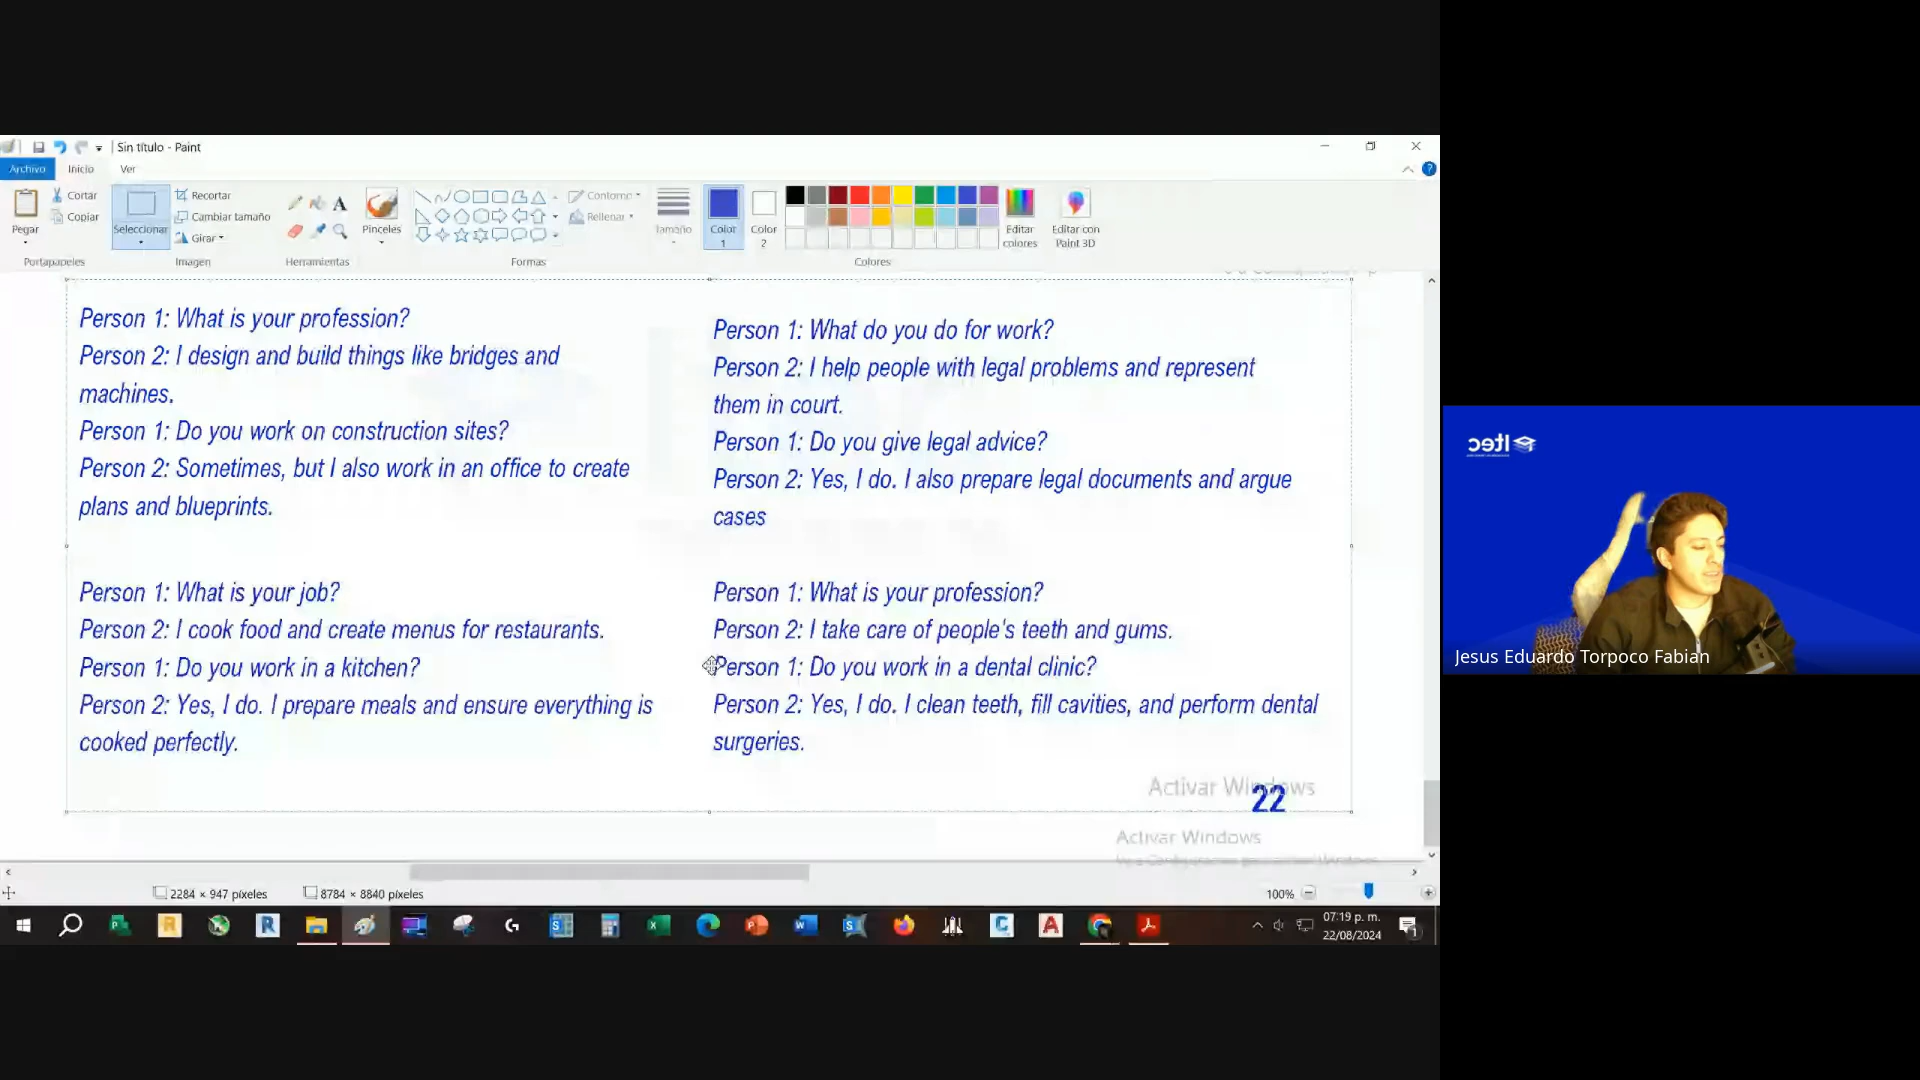 Sin título - Paint
Archivo
Inicio
Ver
Pegar
Cortar
Copiar
Portapapeles
Seleccionar
Recortar
Cambiar tamaño
Girar
Imagen
A
Herramientas
Pinceles
Formas
Contorno
Rellenar
Tamaño
Color 1
Color 2
Colores
Editar colores
Editar con Paint 3D
Person 1: What is your profession?
Person 2: I design and build things like bridges and
machines.
Person 1: Do you work on construction sites?
Person 2: Sometimes, but I also work in an office to create
plans and blueprints.
Person 1: What do you do for work?
Person 2: I help people with legal problems and represent
them in court.
Person 1: Do you give legal advice?
Person 2: Yes, I do. I also prepare legal documents and argue
cases
Person 1: What is your job?
Person 2: I cook food and create menus for restaurants.
Person 1: Do you work in a kitchen?
Person 2: Yes, I do. I prepare meals and ensure everything is
cooked perfectly.
Person 1: What is your profession?
Person 2: I take care of people's teeth and gums.
Person 1: Do you work in a dental clinic?
Person 2: Yes, I do. I clean teeth, fill cavities, and perform dental
surgeries.
Activar Windows
22
Activar Windows
2284 × 947 píxeles
8784 × 8840 píxeles
100%
07:19 p. m.
22/08/2024
Itec
Jesus Eduardo Torpoco Fabian